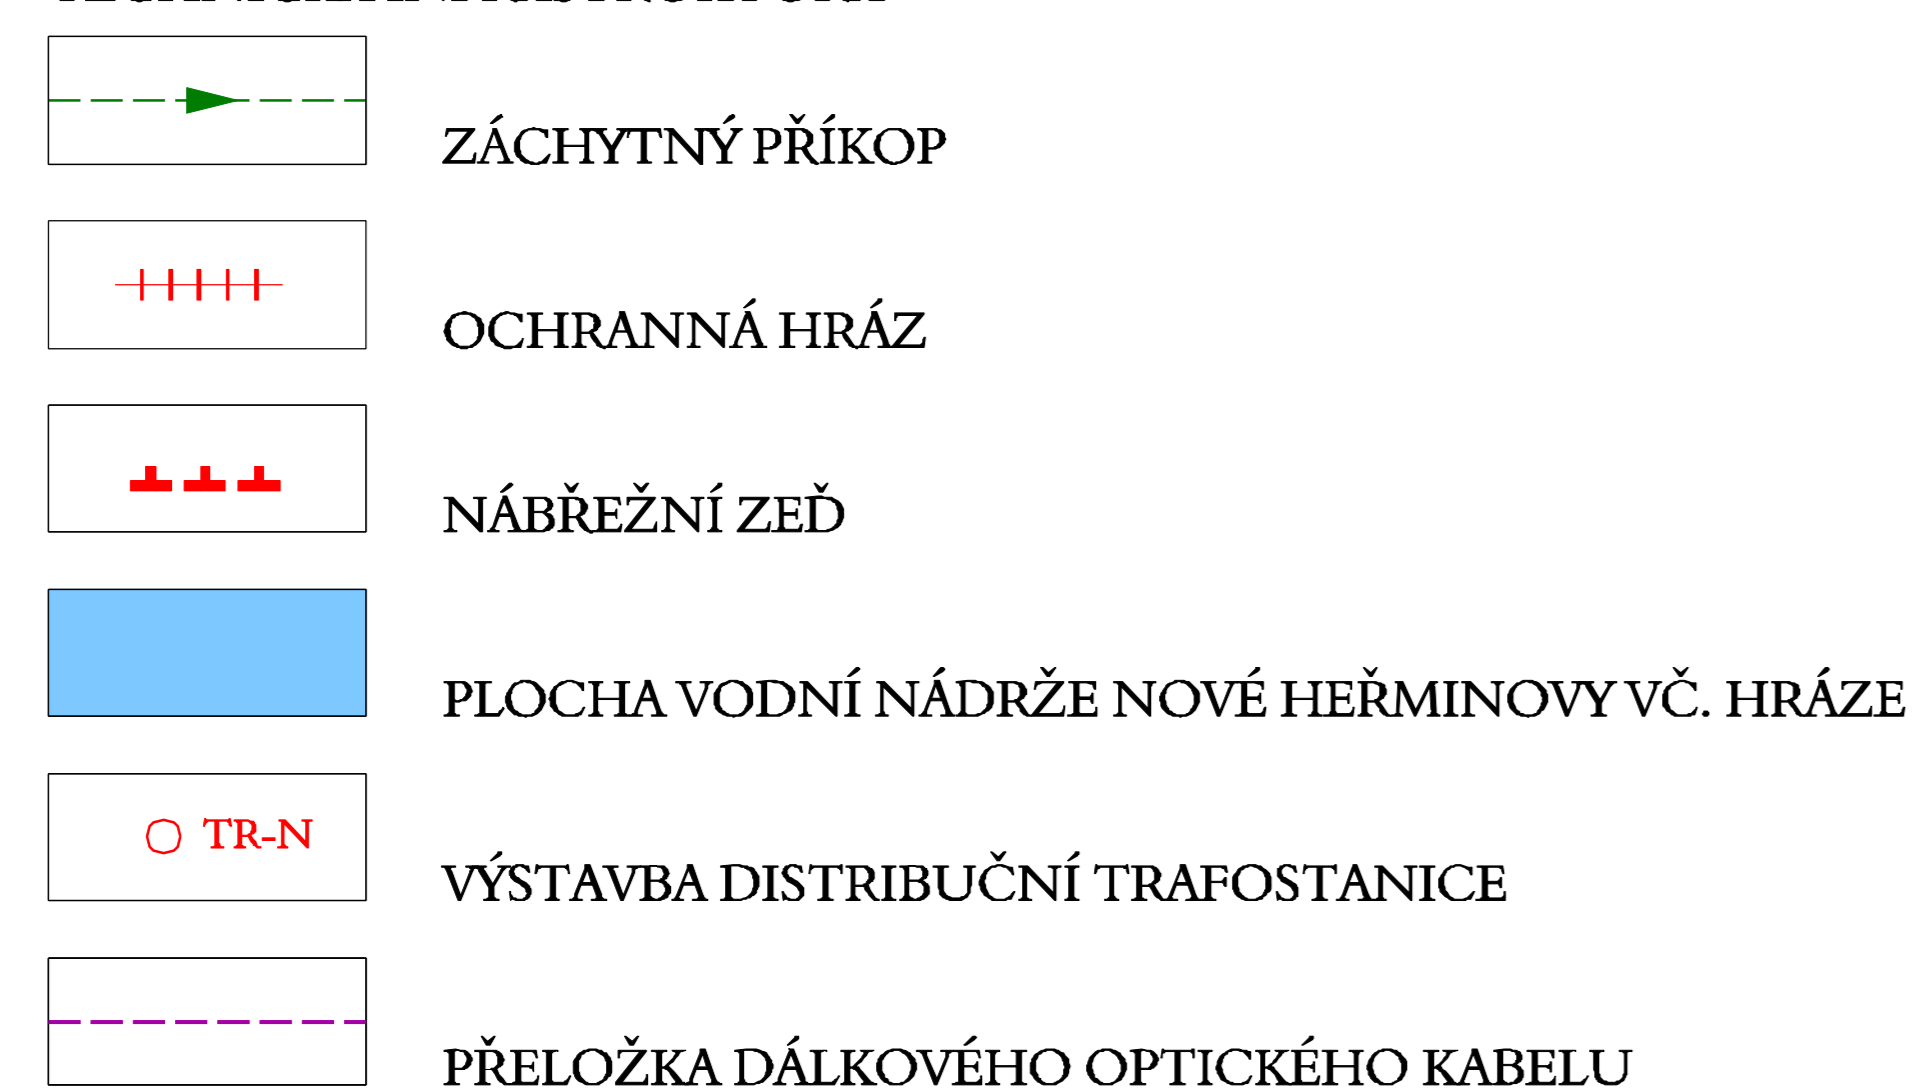 ZÁCHYTNÝ PŘÍKOP
OCHRANNÁ HRÁZ
NÁBŘEŽNÍ ZEĎ
PLOCHA VODNÍ NÁDRŽE NOVÉ HEŘMINOVY VČ. HRÁZE
TR-N
VÝSTAVBA DISTRIBUČNÍ TRAFOSTANICE
PŘELOŽKA DÁLKOVÉHO OPTICKÉHO KABELU